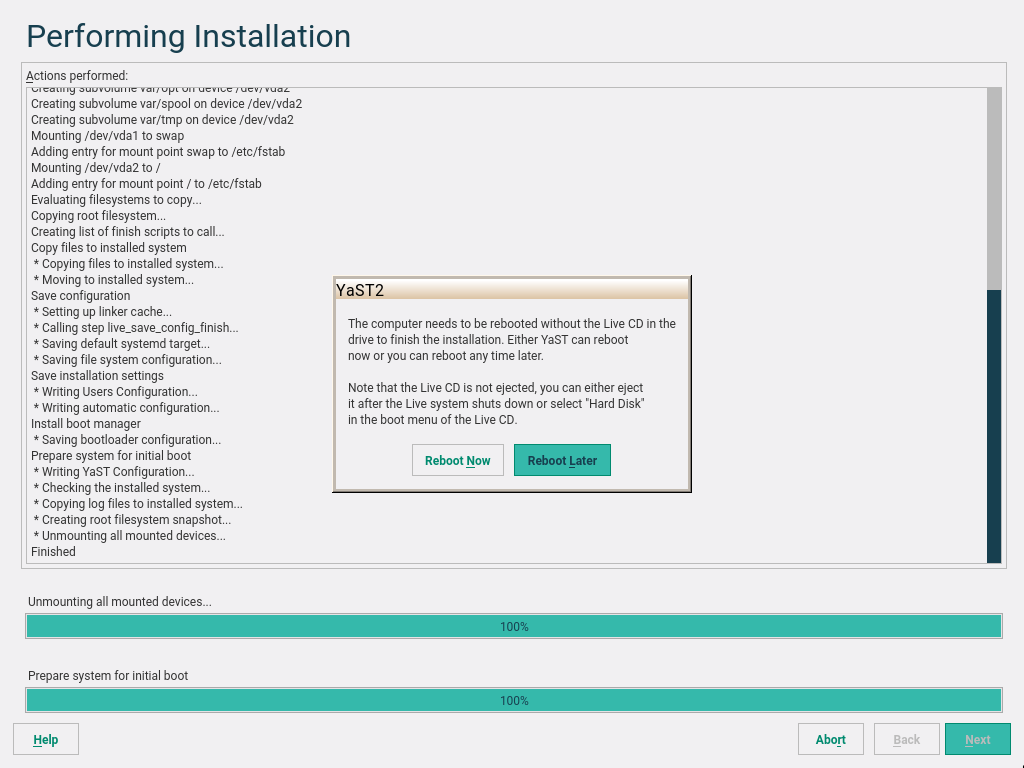 Performing Installation
Actions performed:
Creating subvolume var/opt on device /dev/vda2
Creating subvolume var/spool on device /dev/vda2
Creating subvolume var/tmp on device /dev/vda2
Mounting /dev/vda1 to swap
Adding entry for mount point swap to /etc/fstab
Mounting /dev/vda2 to /
Adding entry for mount point / to /etc/fstab
Evaluating filesystems to copy...
Copying root filesystem...
Creating list of finish scripts to call...
Copy files to installed system
* Copying files to installed system...
* Moving to installed system...
Save configuration
* Setting up linker cache...
* Calling step live_save_config_finish...
* Saving default systemd target...
* Saving file system configuration...
Save installation settings
* Writing Users Configuration...
* Writing automatic configuration...
Install boot manager
* Saving bootloader configuration...
Prepare system for initial boot
* Writing YaST Configuration...
* Checking the installed system...
* Copying log files to installed system...
* Creating root filesystem snapshot...
* Unmounting all mounted devices...
Finished
YaST2
The computer needs to be rebooted without the Live CD in the
drive to finish the installation. Either YaST can reboot
now or you can reboot any time later.
Note that the Live CD is not ejected, you can either eject
it after the Live system shuts down or select "Hard Disk"
in the boot menu of the Live CD.
Reboot Now
Reboot Later
Unmounting all mounted devices...
100%
Prepare system for initial boot
100%
Help
Abort
Back
Next